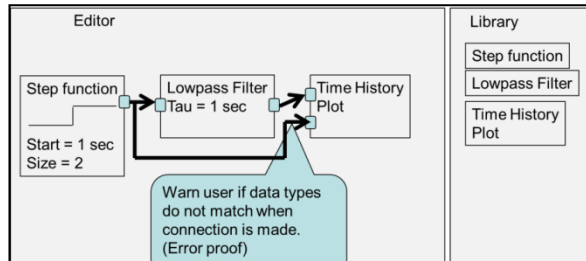 Editor
Library
Step function
Start = 1 sec
Size = 2
Lowpass Filter
Tau = 1 sec
Time History
Plot
Warn user if data types
do not match when
connection is made.
(Error proof)
Step function
Lowpass Filter
Time History
Plot